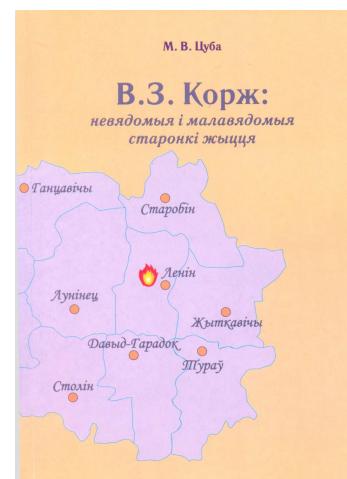 М. В. Цуба
В.З. Корж:
невядомыя і малавядомыя
старонкі жыцця
Ганцавічы
Старобін
Ленін
Лунінец
Жыткавічы
Давыд-Гарадок
Тураў
Столін